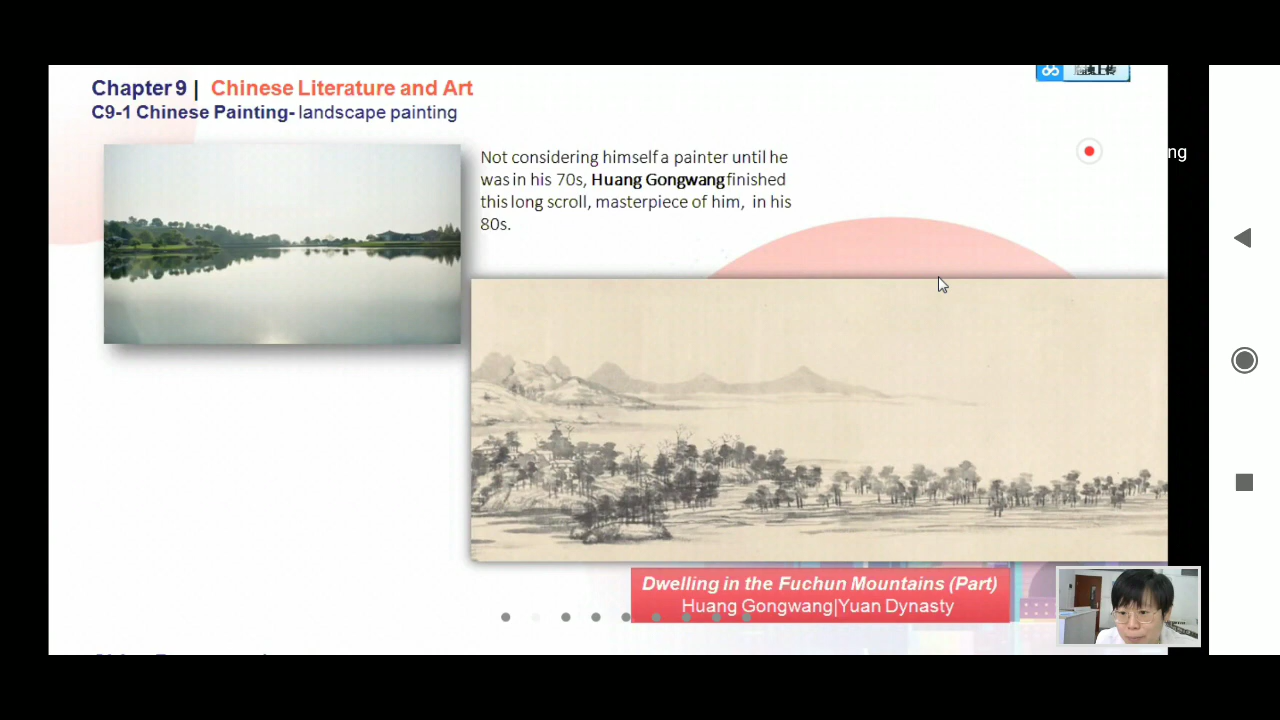 Chapter 9 | Chinese Literature and Art
C9-1 Chinese Painting- landscape painting
Not considering himself a painter until he
was in his 70s, Huang Gongwang finished
this long scroll, masterpiece of him, in his
80s.
ng
Dwelling in the Fuchun Mountains (Part)
Huang Gongwang|Yuan Dynasty